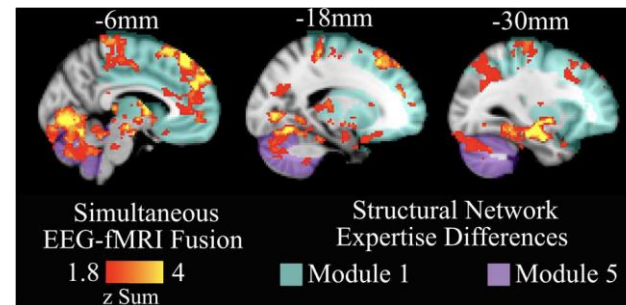 -6mm -18mm -30mm
Simultaneous Structural Network
EEG-fMRI Fusion Expertise Differences
1.8 4 Module 1 Module 5
z Sum